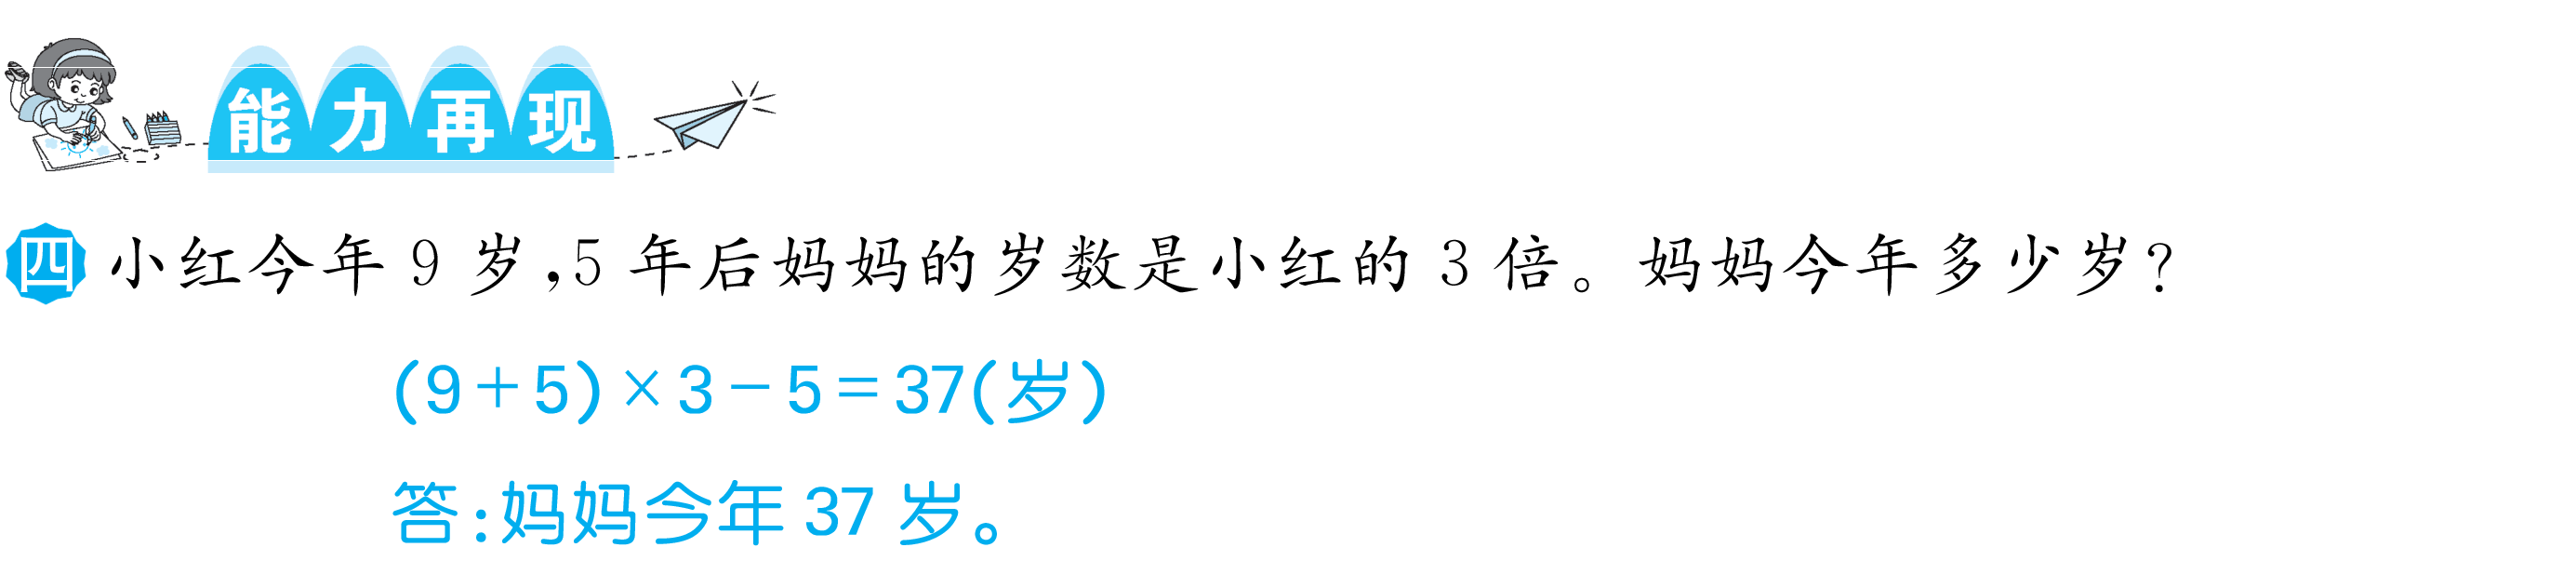 能力再现
四 小红今年 9 岁,5 年后妈妈的岁数是小红的 3 倍。妈妈今年多少岁?
(9+5)×3-5=37(岁)
答:妈妈今年 37 岁。